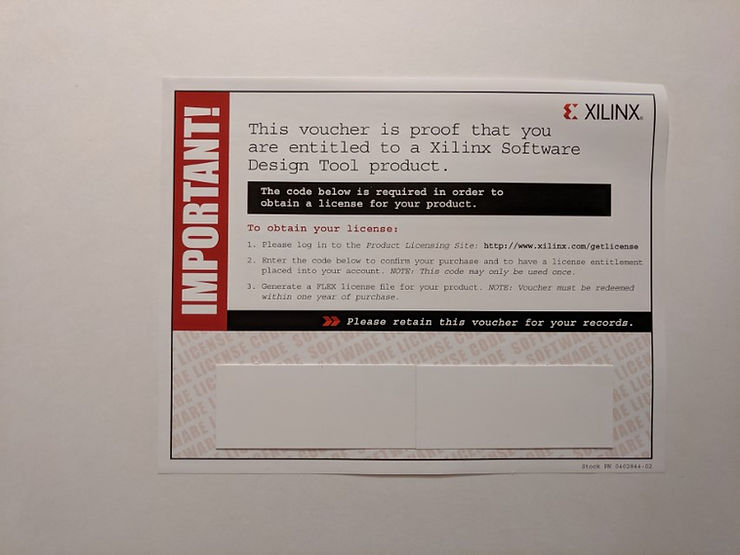 IMPORTANT!
XILINX®
This voucher is proof that you
are entitled to a Xilinx Software
Design Tool product.
The code below is required in order to
obtain a license for your product.
To obtain your license:
1. Please log in to the Product Licensing Site: http://www.xilinx.com/getlicense
2. Enter the code below to confirm your purchase and to have a license entitlement
placed into your account. NOTE: This code may only be used once.
3. Generate a FLEX license file for your product. NOTE: Voucher must be redeemed
within one year of purchase.
Please retain this voucher for your records.
LICENSE CODE SOFTWARE LICENSE CODE SOFTWARE
Stock PN 0402844-02